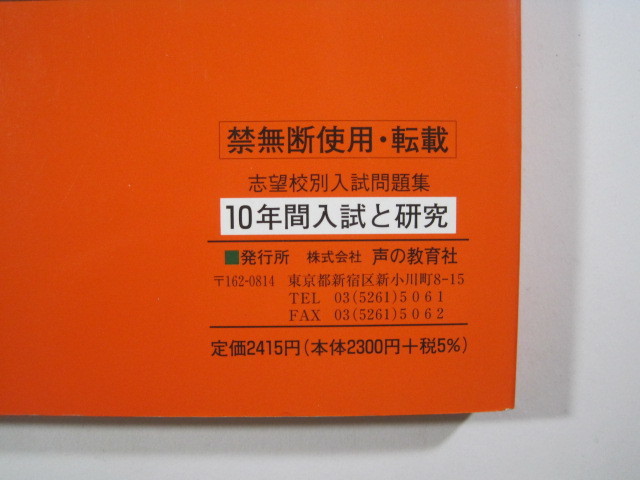 禁無断使用・転載
志望校別入試問題集
10年間入試と研究
■発行所 株式会社 声の教育社
〒162-0814 東京都新宿区新小川町8-15
TEL 03(5261)5061
FAX 03(5261)5062
定価2415円(本体2300円+税5%)